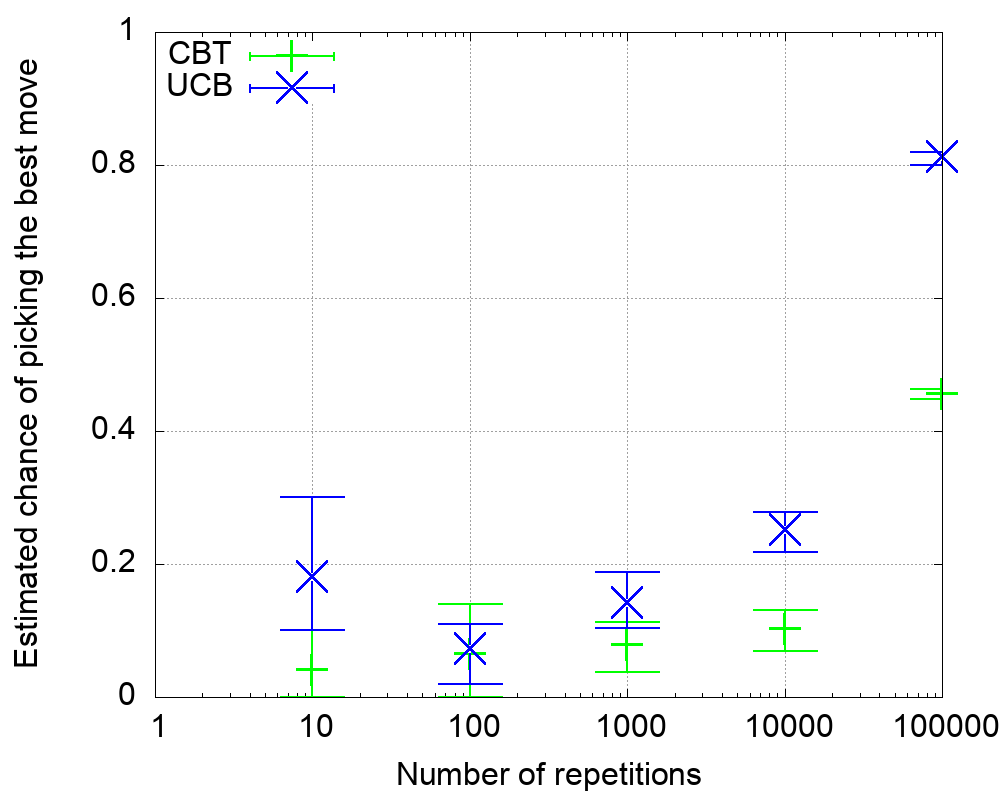 Estimated chance of picking the best move
1
0.8
0.6
0.4
0.2
0
CBT
UCB
1 10 100 1000 10000 100000
Number of repetitions